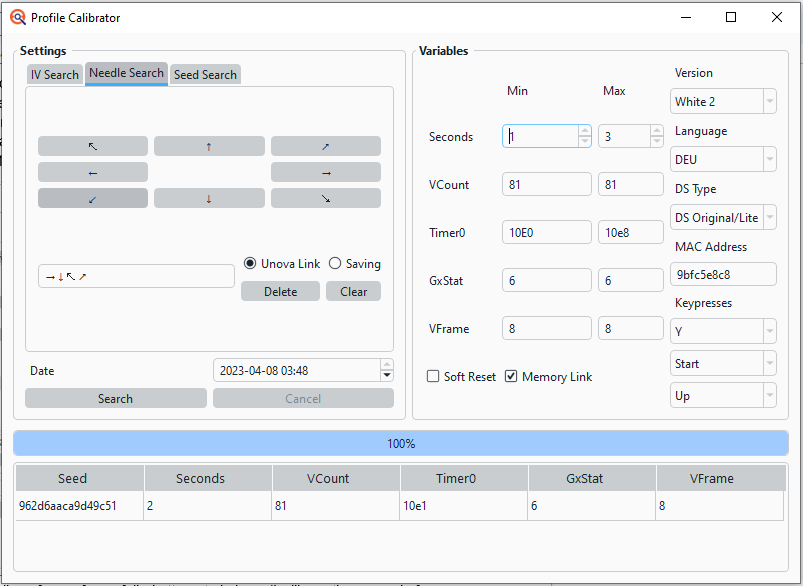 Profile Calibrator
Settings
IV Search Needle Search Seed Search
↖ ↑ ↗
← →
↙ ↓ ↘
→↓↖↗
Unova Link Saving
Delete Clear
Date 2023-04-08 03:48
Search Cancel
Variables
Min Max
Seconds 1 3
VCount 81 81
Timer0 10E0 10e8
GxStat 6 6
VFrame 8 8
Soft Reset Memory Link
Version
White 2
Language
DEU
DS Type
DS Original/Lite
MAC Address
9bfc5e8c8
Keypresses
Y
Start
Up
100%
Seed Seconds VCount Timer0 GxStat VFrame
962d6aaca9d49c51 2 81 10e1 6 8